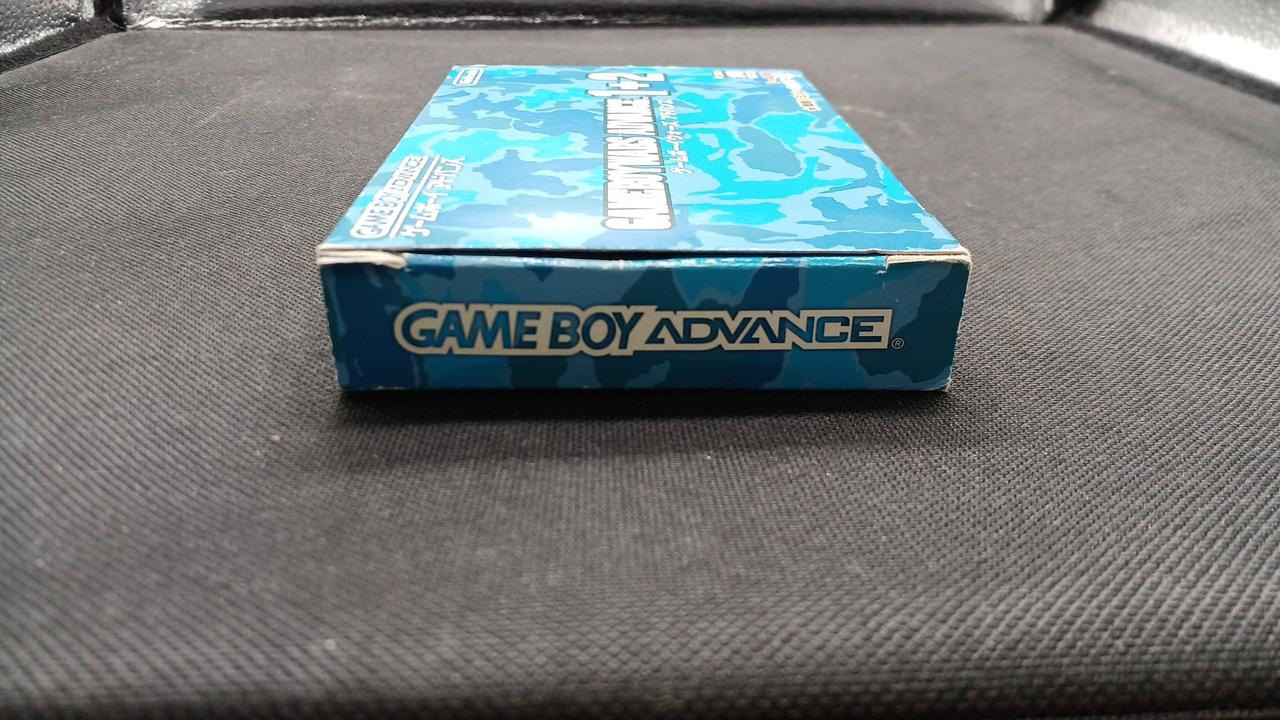 GAME BOY ADVANCE
ゲームボーイ アドバンス
GAMEBOY WARS ADVANCE 1+2
ゲームボーイウォーズ アドバンス
GAME BOY ADVANCE®